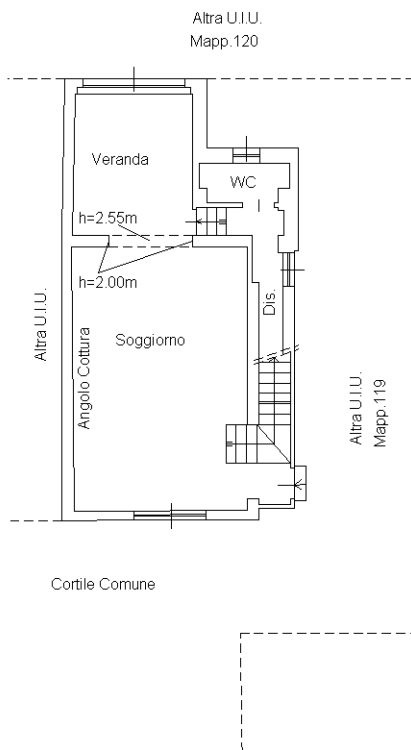 Altra U.I.U.
Mapp.120
Veranda
WC
h=2.55m
h=2.00m
Dis.
Altra U.I.U.
Angolo Cottura
Soggiorno
Altra U.I.U.
Mapp.119
Cortile Comune